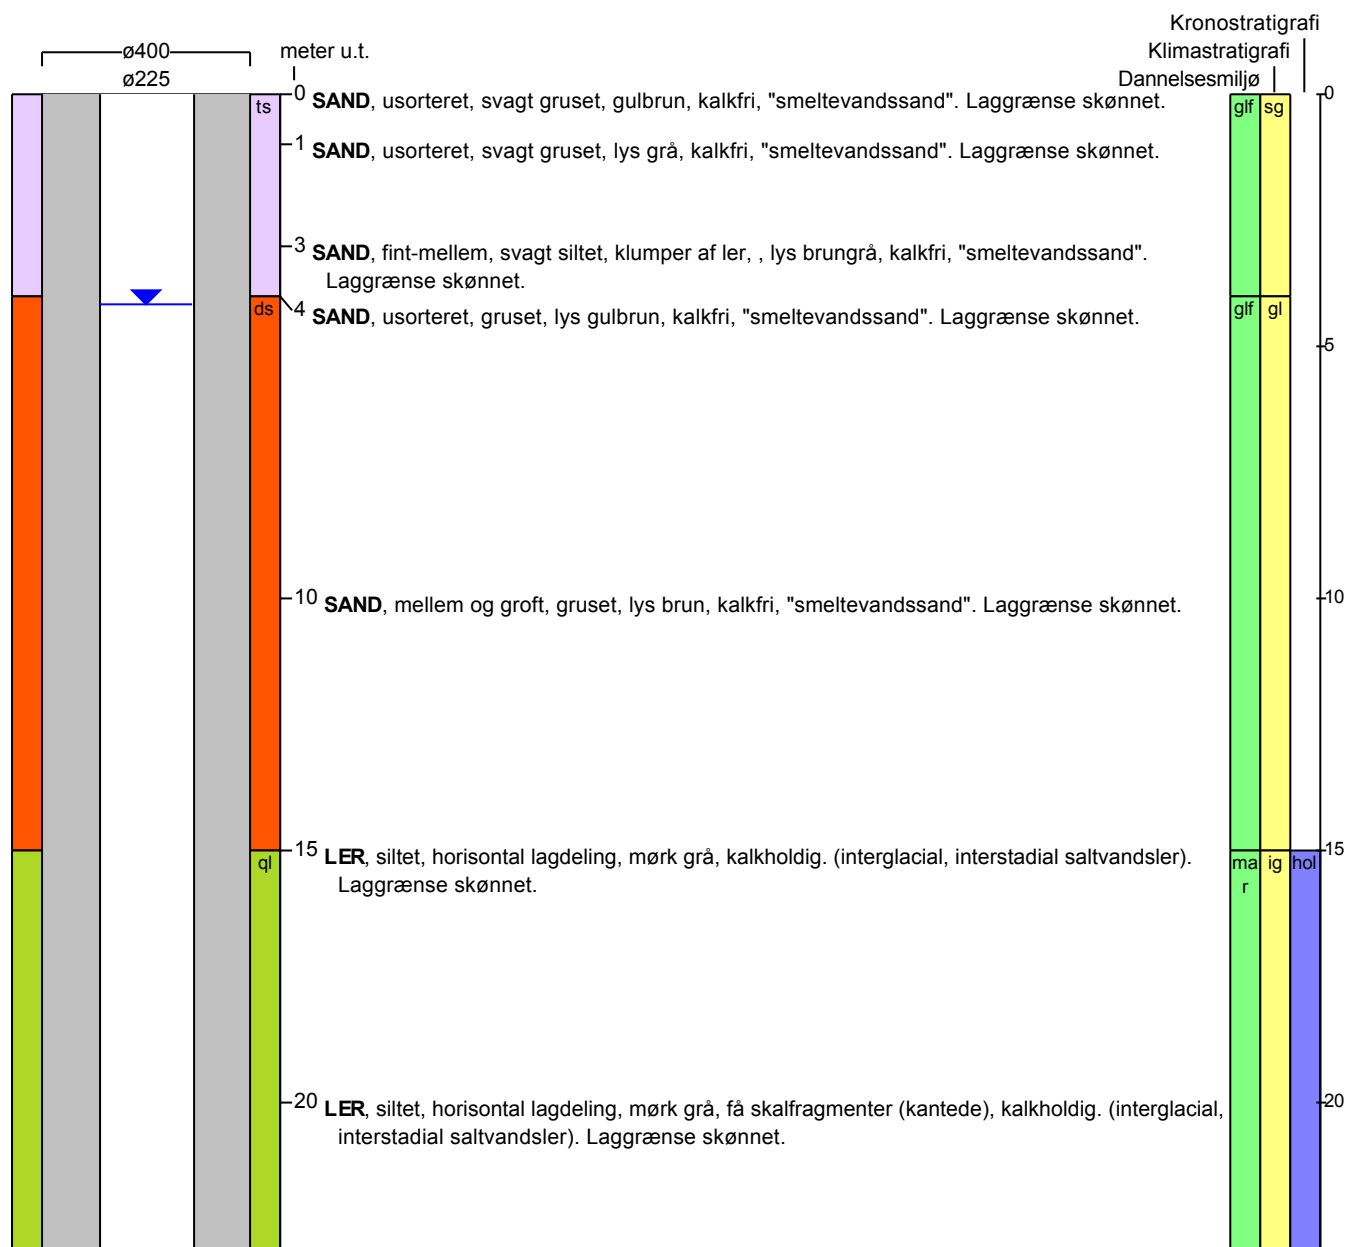 Kronostratigrafi
ø400 meter u.t. Klimastratigrafi
ø225 Dannelsesmiljø
ts 0 SAND, usorteret, svagt gruset, gulbrun, kalkfri, "smeltevandssand". Laggrænse skønnet. glf sg 0
1 SAND, usorteret, svagt gruset, lys grå, kalkfri, "smeltevandssand". Laggrænse skønnet.
3 SAND, fint-mellem, svagt siltet, klumper af ler, , lys brungrå, kalkfri, "smeltevandssand".
Laggrænse skønnet.
ds 4 SAND, usorteret, gruset, lys gulbrun, kalkfri, "smeltevandssand". Laggrænse skønnet. glf gl
5
10 SAND, mellem og groft, gruset, lys brun, kalkfri, "smeltevandssand". Laggrænse skønnet. 10
ql 15 LER, siltet, horisontal lagdeling, mørk grå, kalkholdig. (interglacial, interstadial saltvandsler). ma ig hol 15
Laggrænse skønnet. r
20 LER, siltet, horisontal lagdeling, mørk grå, få skalfragmenter (kantede), kalkholdig. (interglacial, 20
interstadial saltvandsler). Laggrænse skønnet.